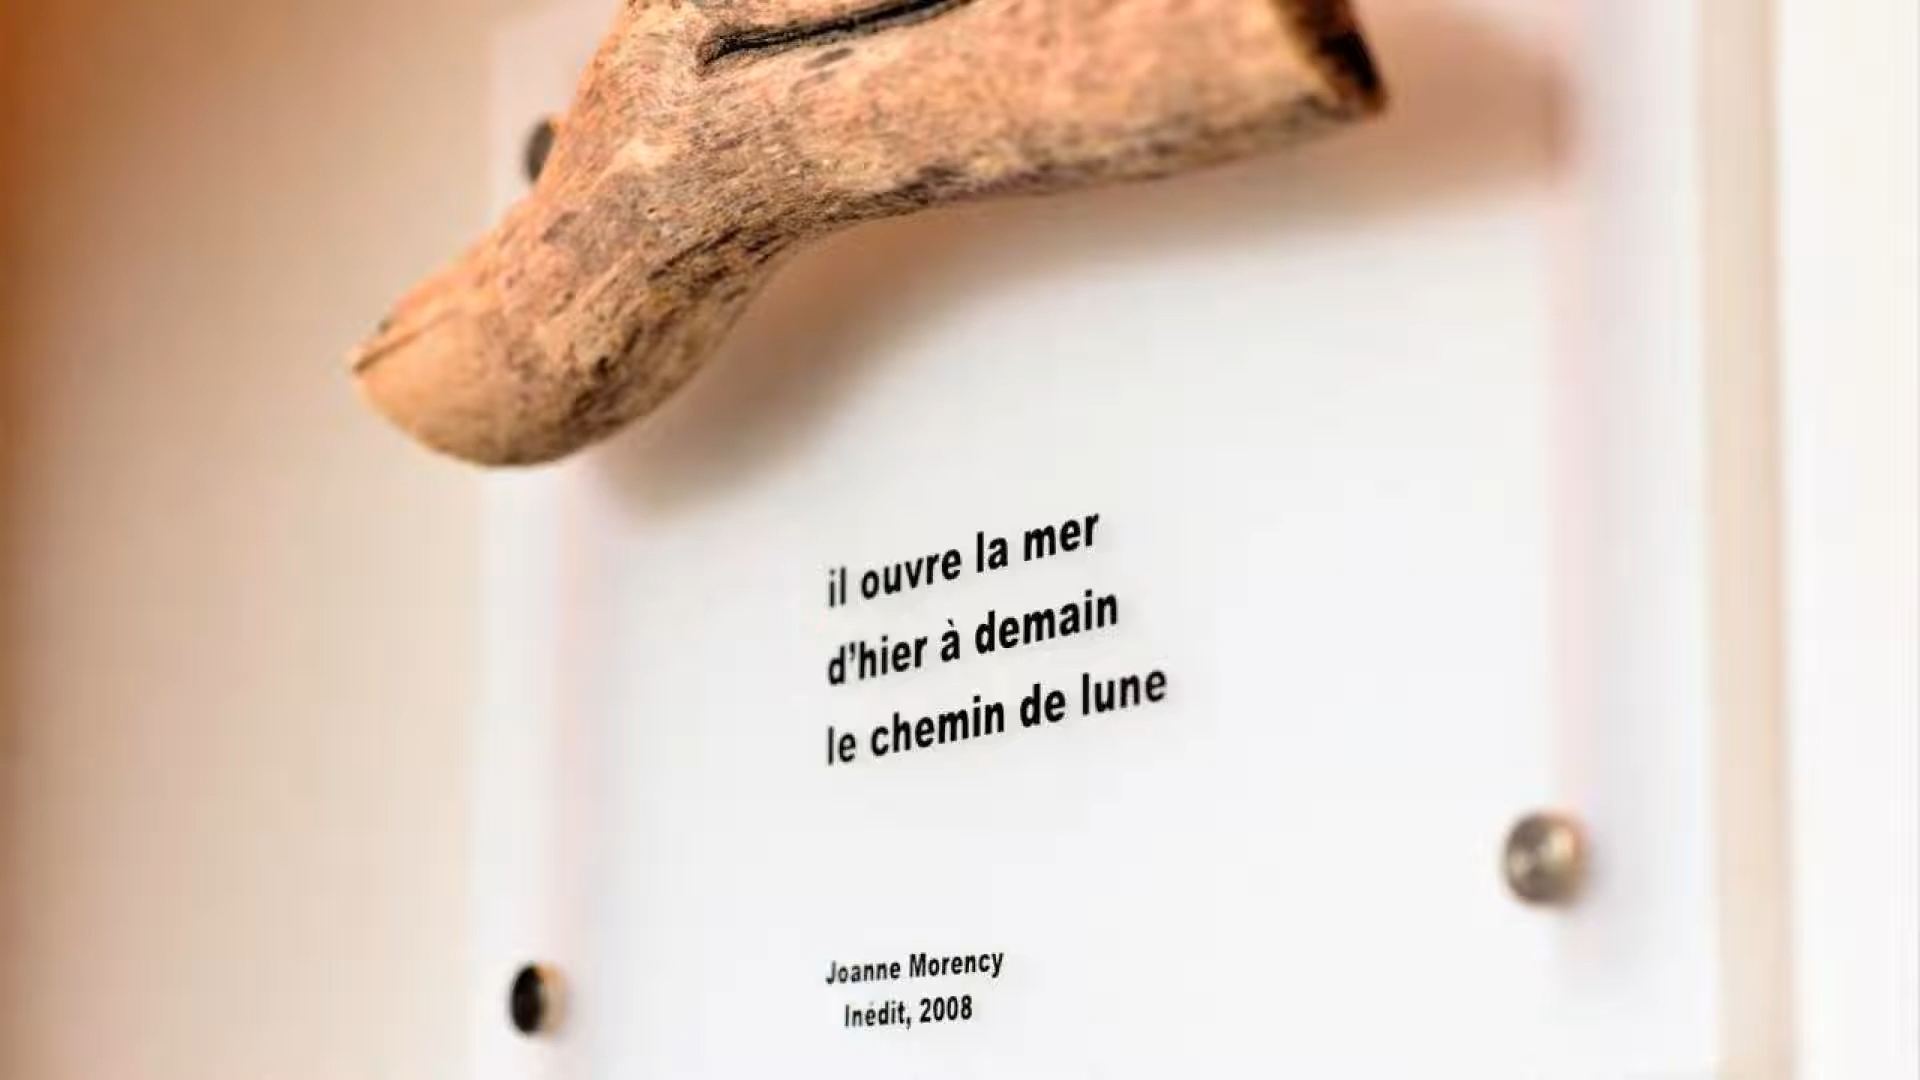 il ouvre la mer
d'hier à demain
le chemin de lune
Joanne Morency
Inédit, 2008